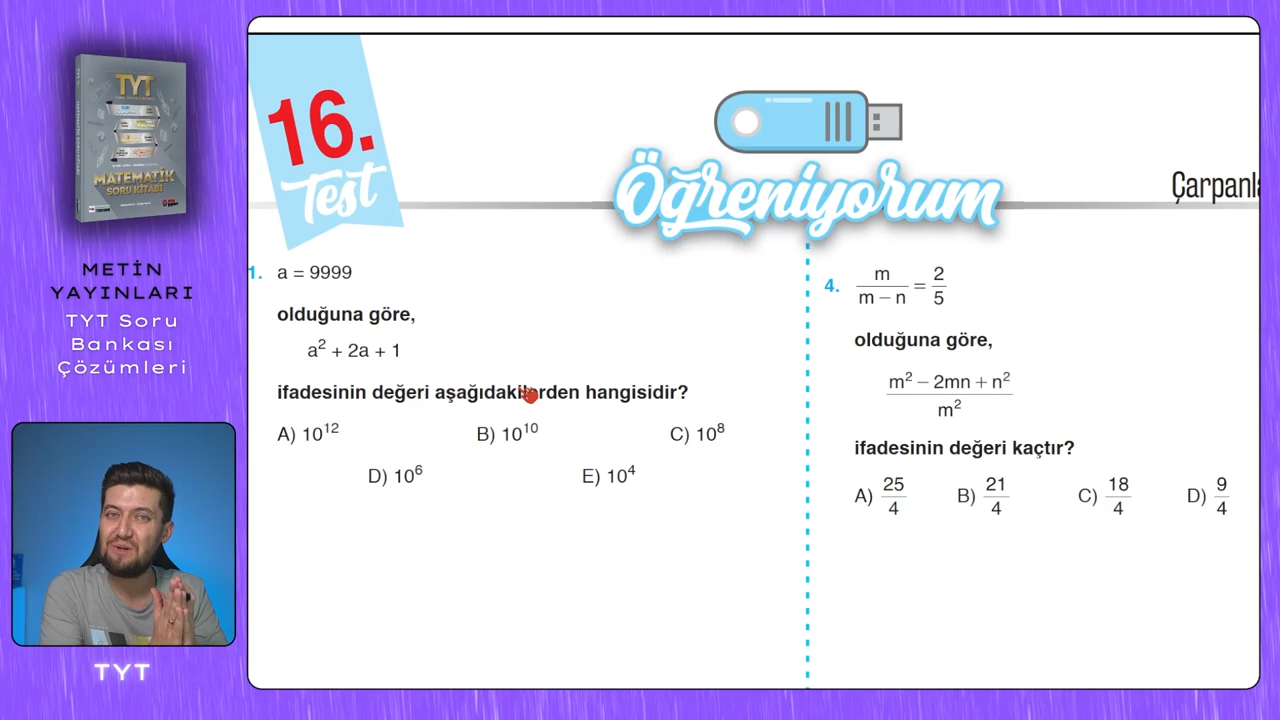 TYT
MATEMATİK
SORU KİTABI
METİN
YAYINLARI
TYT Soru
Bankası
Çözümleri
TYT
16.
Test
Öğreniyorum
Çarpanla
1. a = 9999
olduğuna göre,
a² + 2a + 1
ifadesinin değeri aşağıdakilerden hangisidir?
A) 10¹² B) 10¹⁰ C) 10⁸
D) 10⁶ E) 10⁴
4. m/(m − n) = 2/5
olduğuna göre,
(m² − 2mn + n²)/m²
ifadesinin değeri kaçtır?
A) 25/4 B) 21/4 C) 18/4 D) 9/4